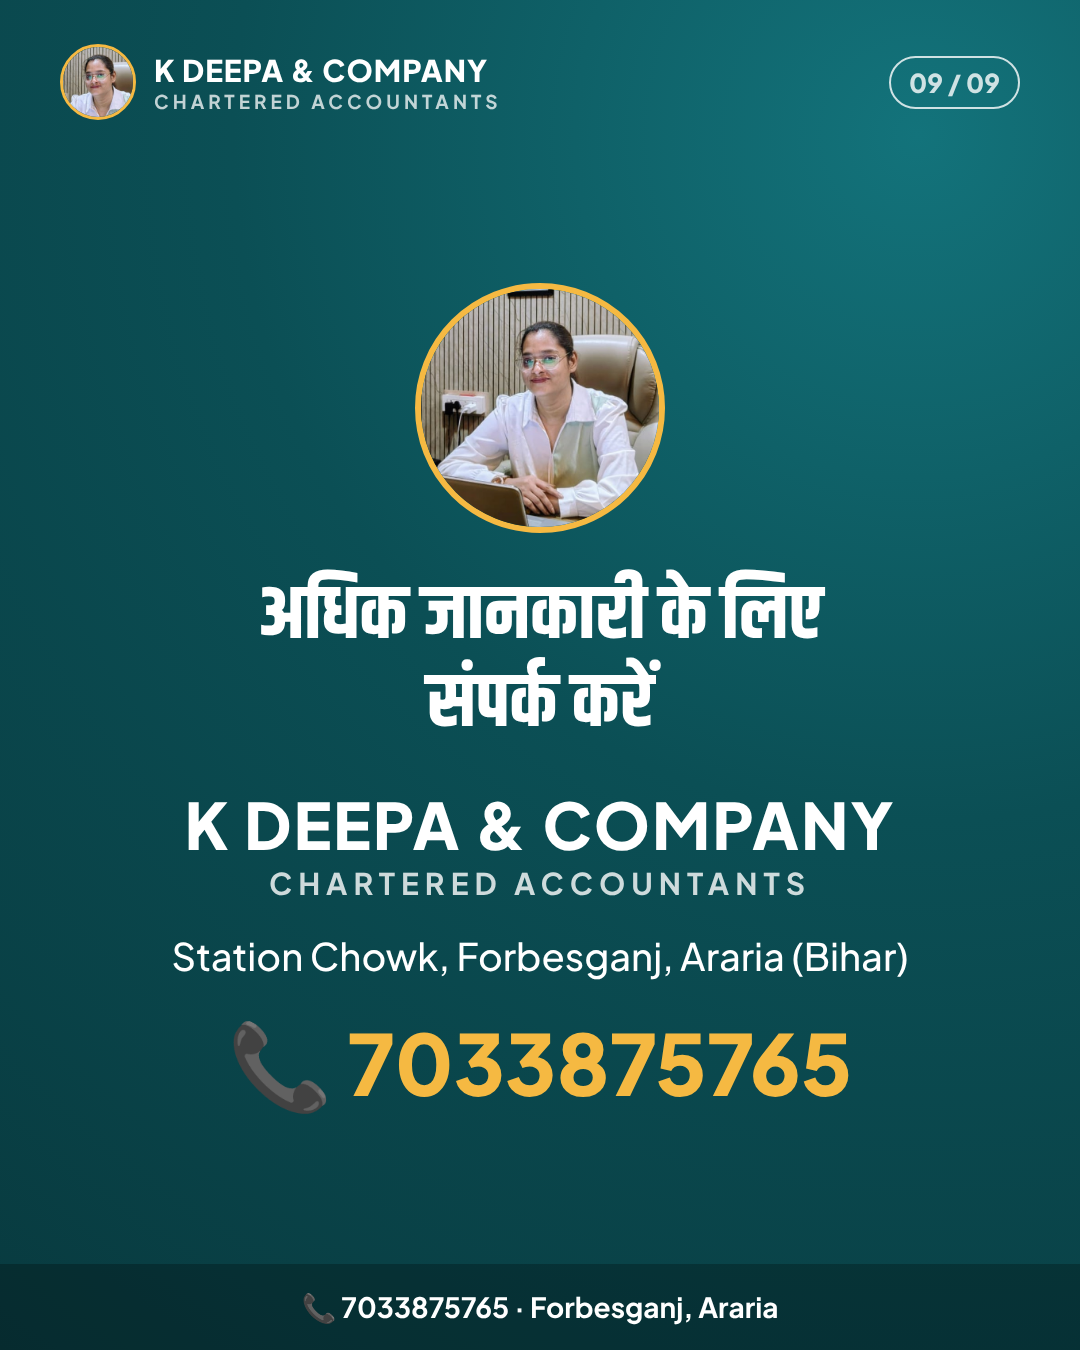 K DEEPA & COMPANY
CHARTERED ACCOUNTANTS
09 / 09
अधिक जानकारी के लिए
संपर्क करें
K DEEPA & COMPANY
CHARTERED ACCOUNTANTS
Station Chowk, Forbesganj, Araria (Bihar)
📞 7033875765
📞 7033875765 · Forbesganj, Araria